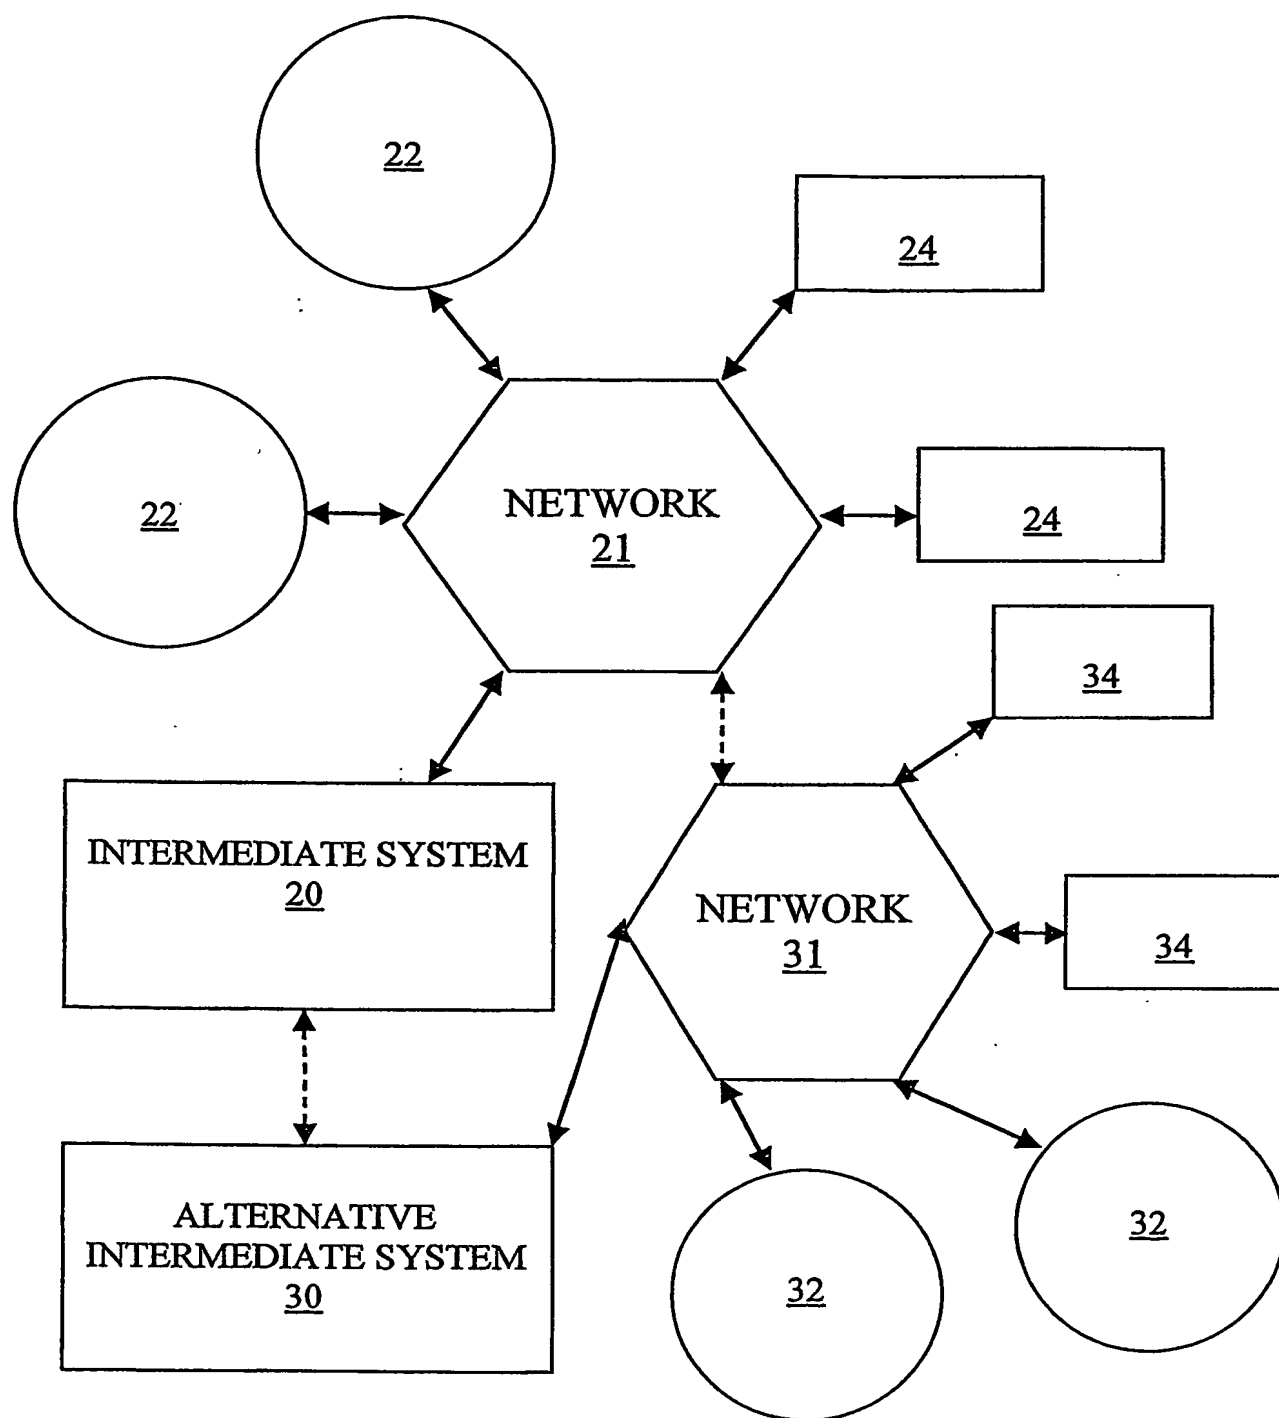 22
24
22
NETWORK
21
24
34
INTERMEDIATE SYSTEM
20
NETWORK
31
34
ALTERNATIVE
INTERMEDIATE SYSTEM
30
32
32